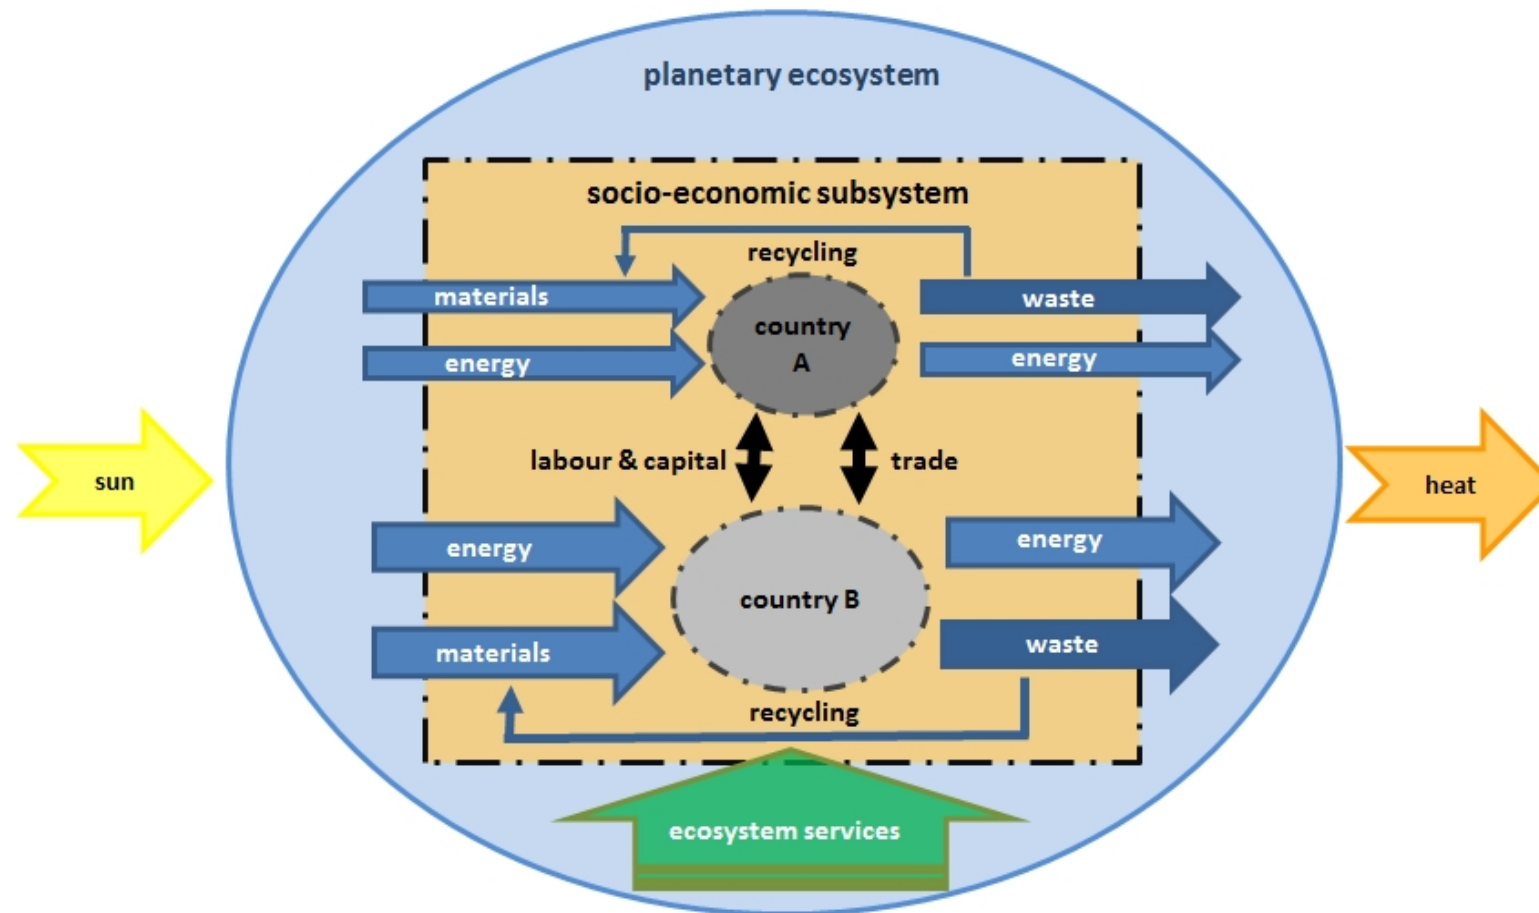 planetary ecosystem
socio-economic subsystem
recycling
materials
waste
country
A
energy
energy
labour & capital
trade
sun
heat
energy
energy
country B
materials
waste
recycling
ecosystem services